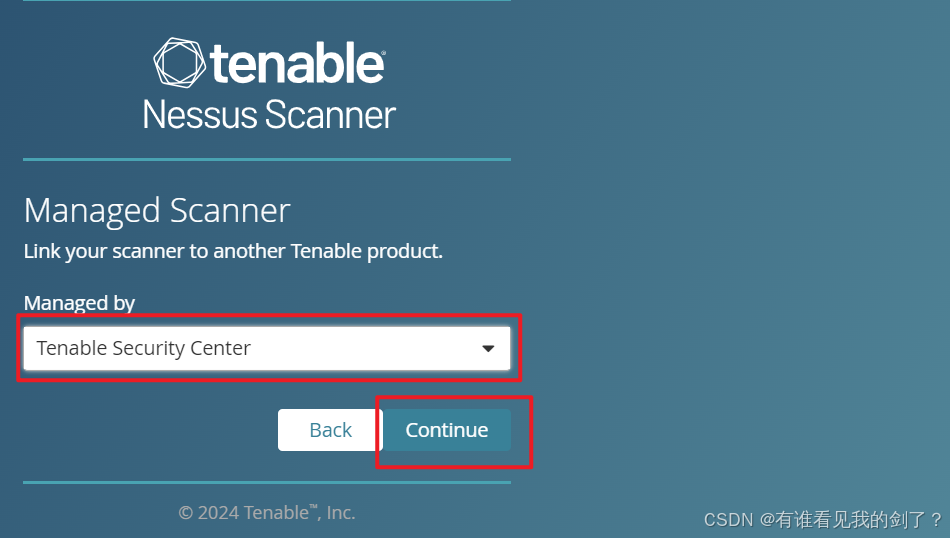 tenable
Nessus Scanner
Managed Scanner
Link your scanner to another Tenable product.
Managed by
Tenable Security Center
Back
Continue
© 2024 Tenable™, Inc.
CSDN @有谁看见我的剑了？